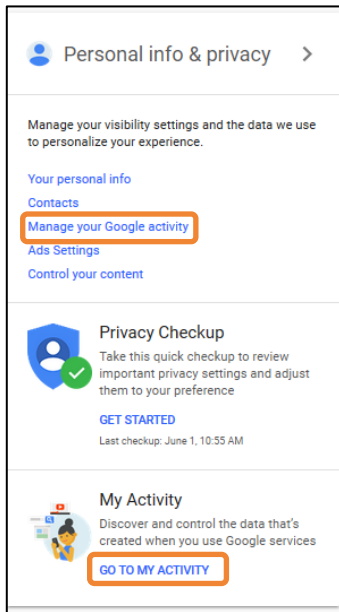 Personal info & privacy
Manage your visibility settings and the data we use
to personalize your experience.
Your personal info
Contacts
Manage your Google activity
Ads Settings
Control your content
Privacy Checkup
Take this quick checkup to review
important privacy settings and adjust
them to your preference
GET STARTED
Last checkup: June 1, 10:55 AM
My Activity
Discover and control the data that's
created when you use Google services
GO TO MY ACTIVITY